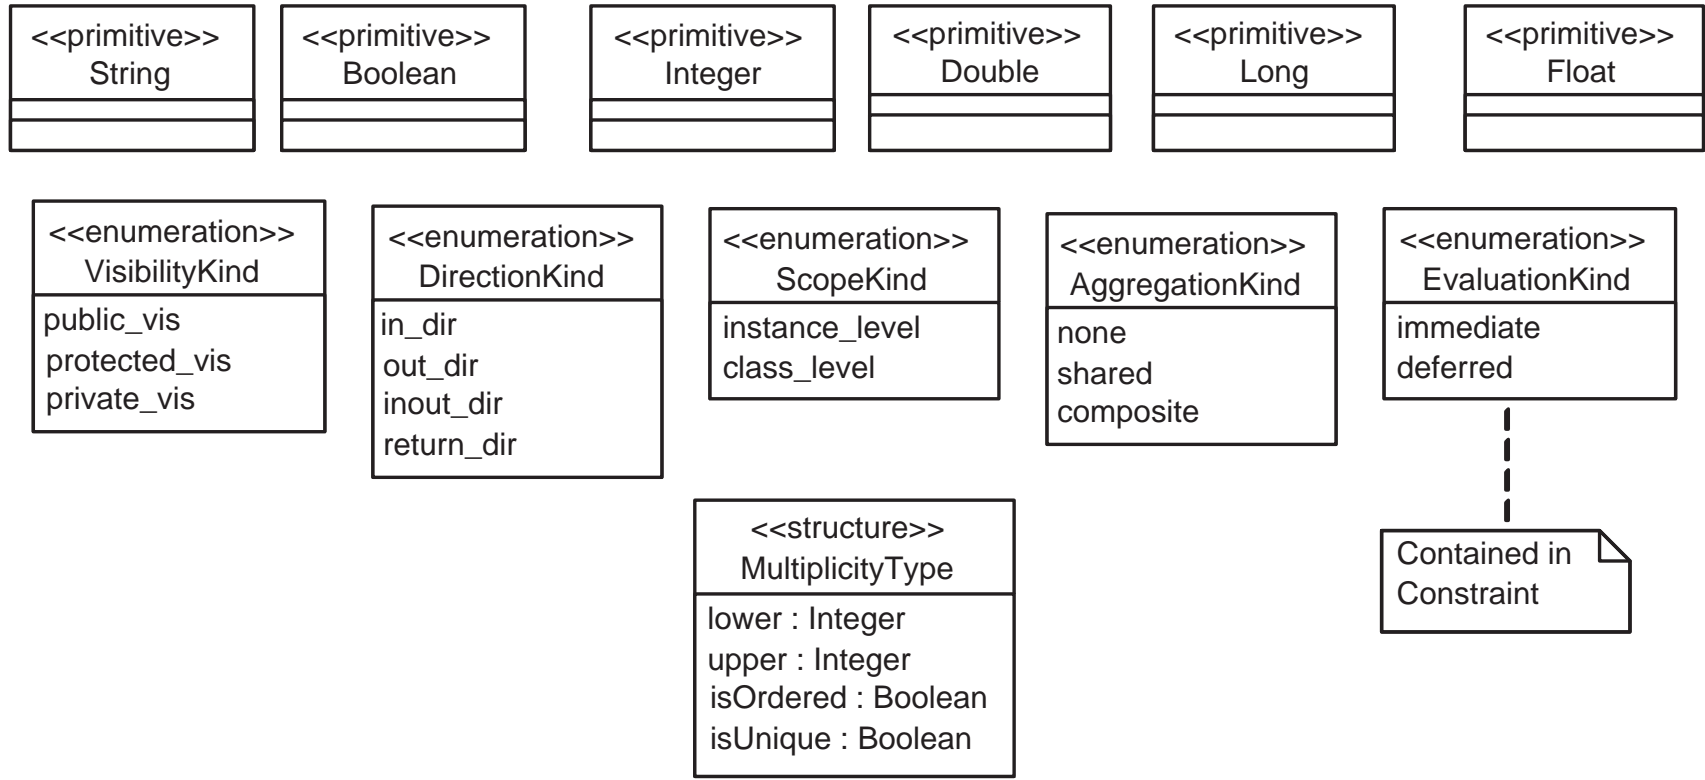 <<primitive>>
String
<<primitive>>
Boolean
<<primitive>>
Integer
<<primitive>>
Double
<<primitive>>
Long
<<primitive>>
Float
<<enumeration>>
VisibilityKind
public_vis
protected_vis
private_vis
<<enumeration>>
DirectionKind
in_dir
out_dir
inout_dir
return_dir
<<enumeration>>
ScopeKind
instance_level
class_level
<<enumeration>>
AggregationKind
none
shared
composite
<<enumeration>>
EvaluationKind
immediate
deferred
<<structure>>
MultiplicityType
lower : Integer
upper : Integer
isOrdered : Boolean
isUnique : Boolean
Contained in
Constraint